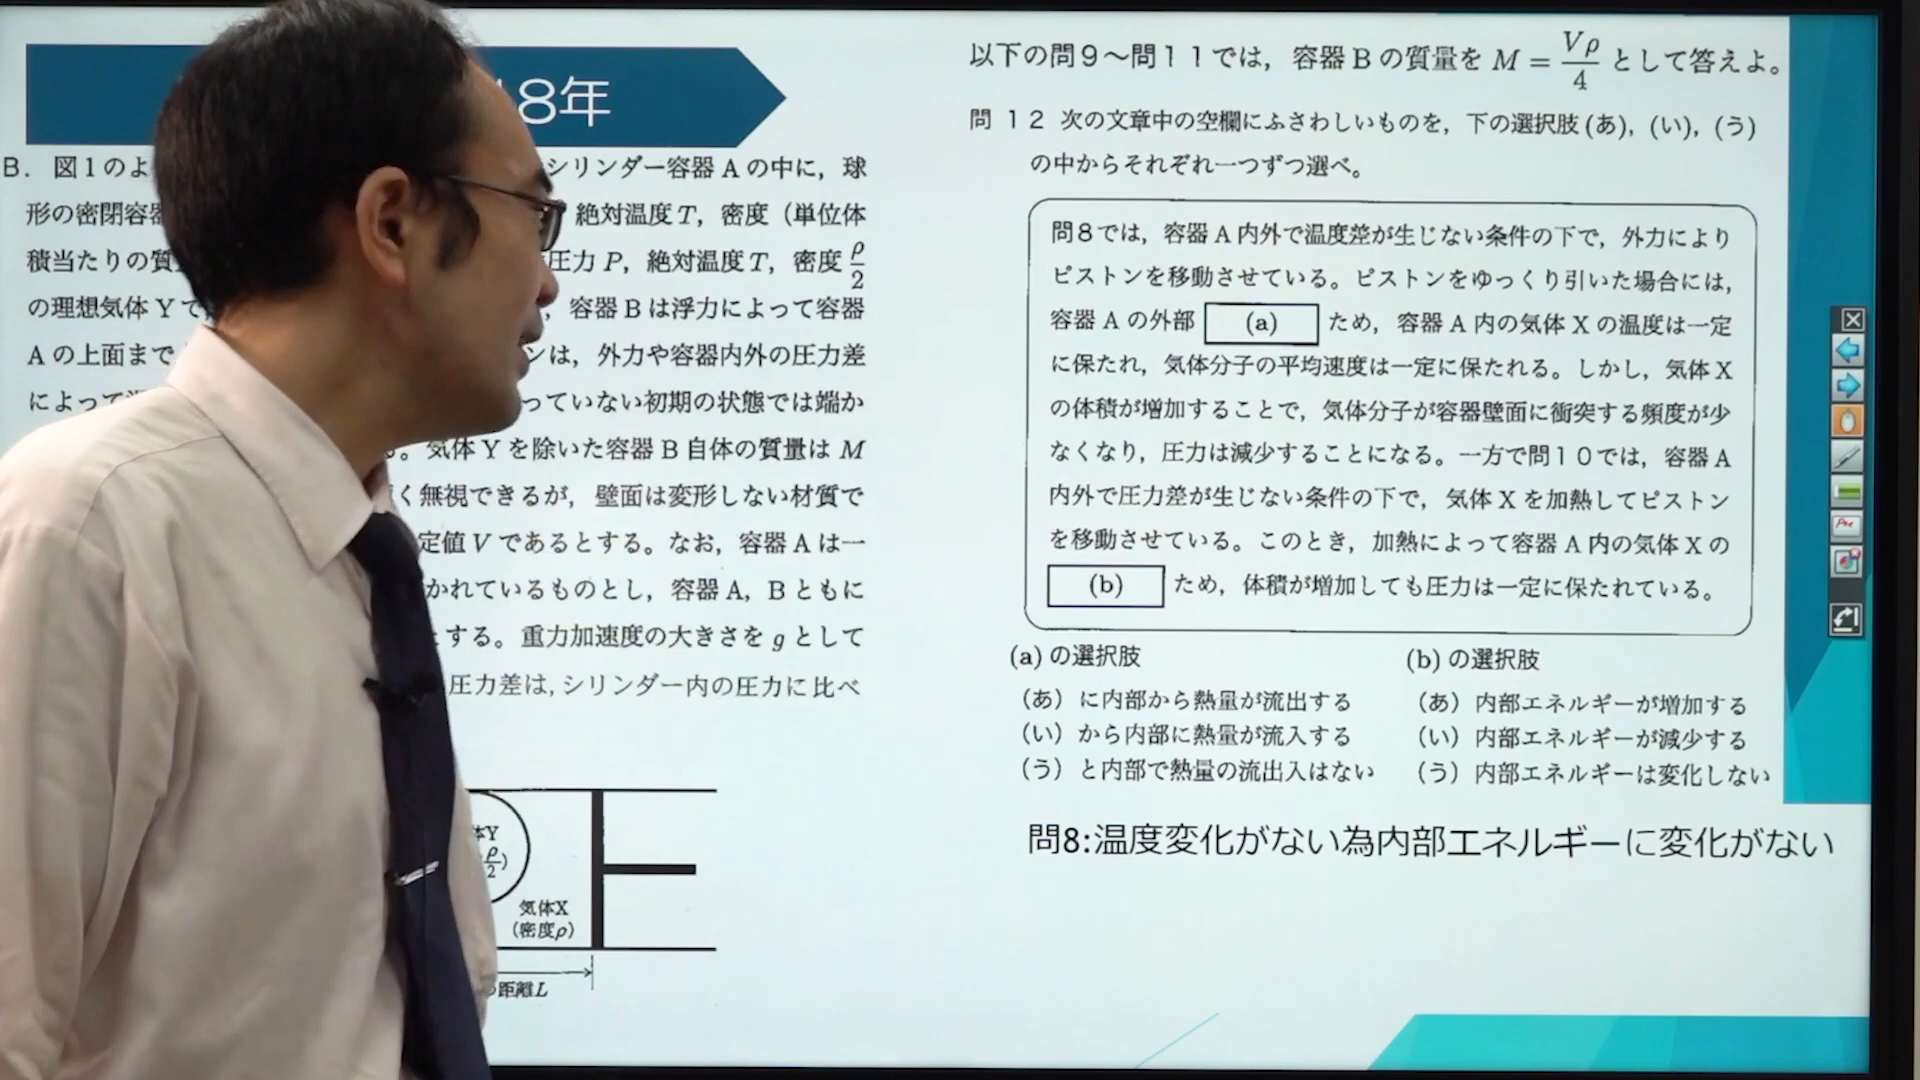 8年
B. 図1のよ
シリンダー容器Aの中に，球
形の密閉容器
絶対温度T，密度（単位体
積当たりの質
圧力P，絶対温度T，密度ρ/2
の理想気体Yで
，容器Bは浮力によって容器
Aの上面まで
ンは，外力や容器内外の圧力差
によって
っていない初期の状態では端か
。気体Yを除いた容器B自体の質量はM
く無視できるが，壁面は変形しない材質で
定値Vであるとする。なお，容器Aは一
かれているものとし，容器A，Bともに
する。重力加速度の大きさをgとして
圧力差は，シリンダー内の圧力に比べ
体Y
ρ/2)
気体X
(密度ρ)
距離L
以下の問9～問11では，容器Bの質量をM=Vρ/4として答えよ。
問 12 次の文章中の空欄にふさわしいものを，下の選択肢(あ)，(い)，(う)
の中からそれぞれ一つずつ選べ。
問8では，容器A内外で温度差が生じない条件の下で，外力により
ピストンを移動させている。ピストンをゆっくり引いた場合には，
容器Aの外部 (a) ため，容器A内の気体Xの温度は一定
に保たれ，気体分子の平均速度は一定に保たれる。しかし，気体X
の体積が増加することで，気体分子が容器壁面に衝突する頻度が少
なくなり，圧力は減少することになる。一方で問10では，容器A
内外で圧力差が生じない条件の下で，気体Xを加熱してピストン
を移動させている。このとき，加熱によって容器A内の気体Xの
(b) ため，体積が増加しても圧力は一定に保たれている。
(a) の選択肢
(あ) に内部から熱量が流出する
(い) から内部に熱量が流入する
(う) と内部で熱量の流出入はない
(b) の選択肢
(あ) 内部エネルギーが増加する
(い) 内部エネルギーが減少する
(う) 内部エネルギーは変化しない
問8:温度変化がない為内部エネルギーに変化がない